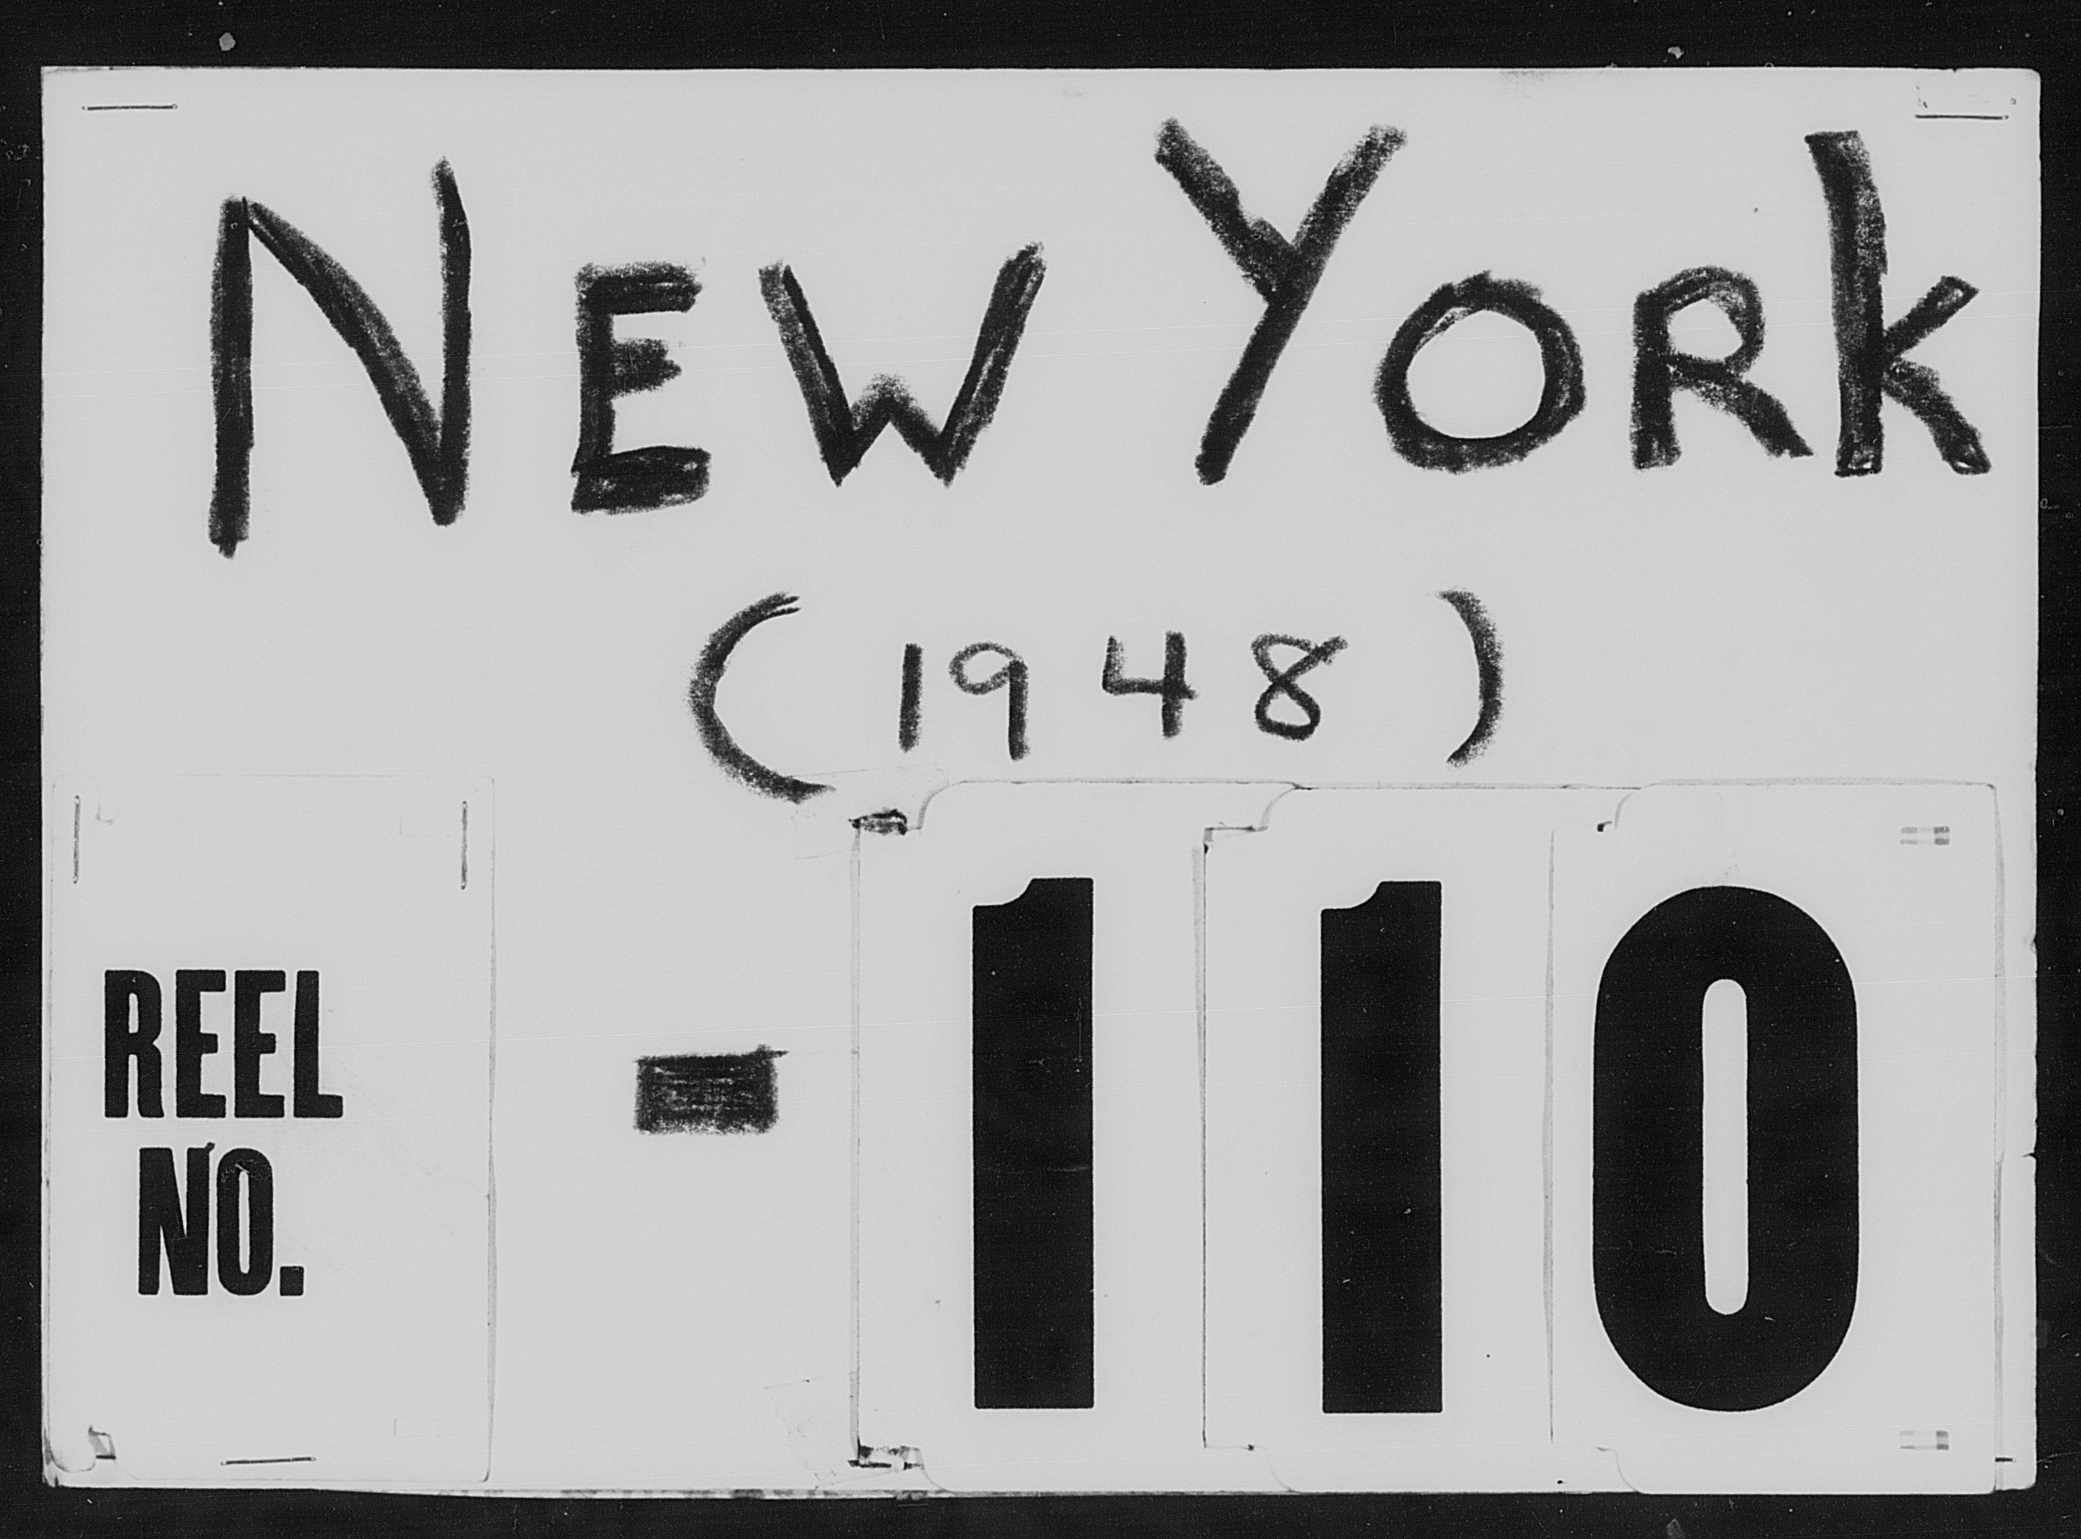 NEW YORK
(1948)
REEL
NO. - 110